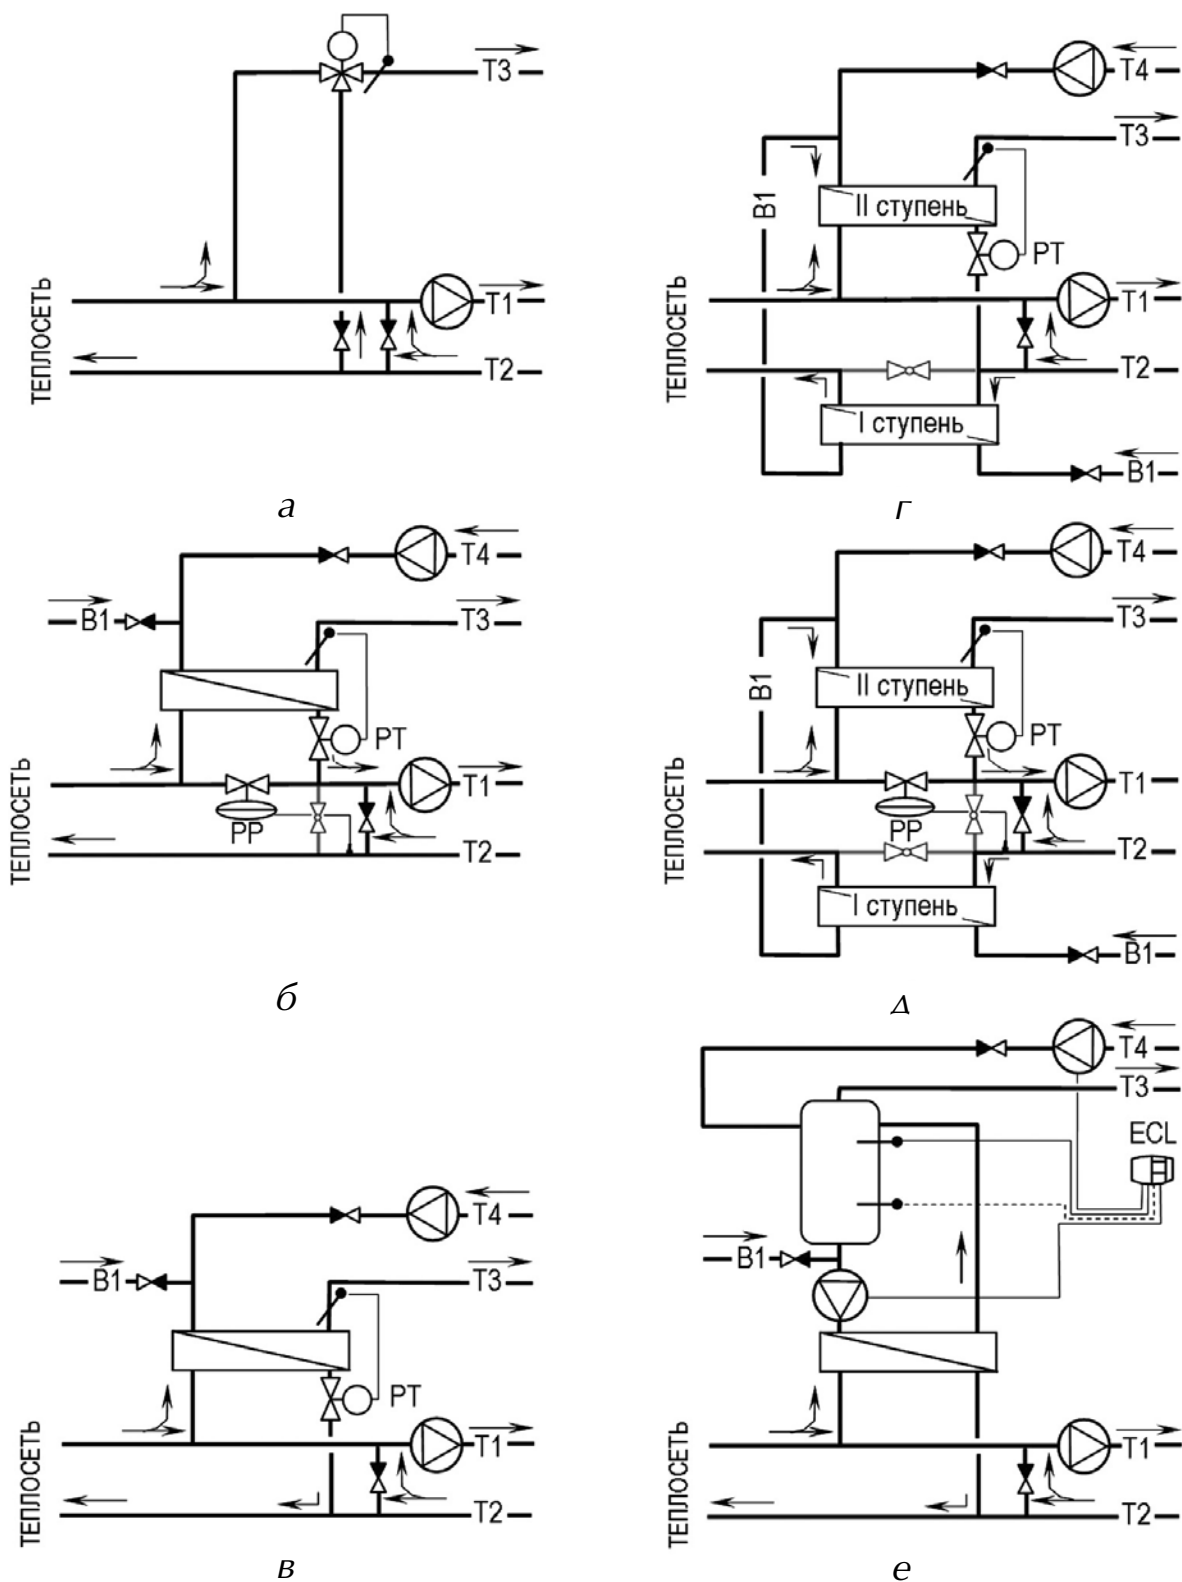 Т3
Т1
Т2
ТЕПЛОСЕТЬ
а
Т4
Т3
В1
II ступень
РТ
Т1
Т2
I ступень
В1
ТЕПЛОСЕТЬ
г
Т4
В1
Т3
РТ
Т1
РР
Т2
ТЕПЛОСЕТЬ
б
Т4
Т3
В1
II ступень
РТ
Т1
РР
Т2
I ступень
В1
ТЕПЛОСЕТЬ
д
Т4
В1
Т3
РТ
Т1
Т2
ТЕПЛОСЕТЬ
в
Т4
Т3
ECL
В1
Т1
Т2
ТЕПЛОСЕТЬ
е